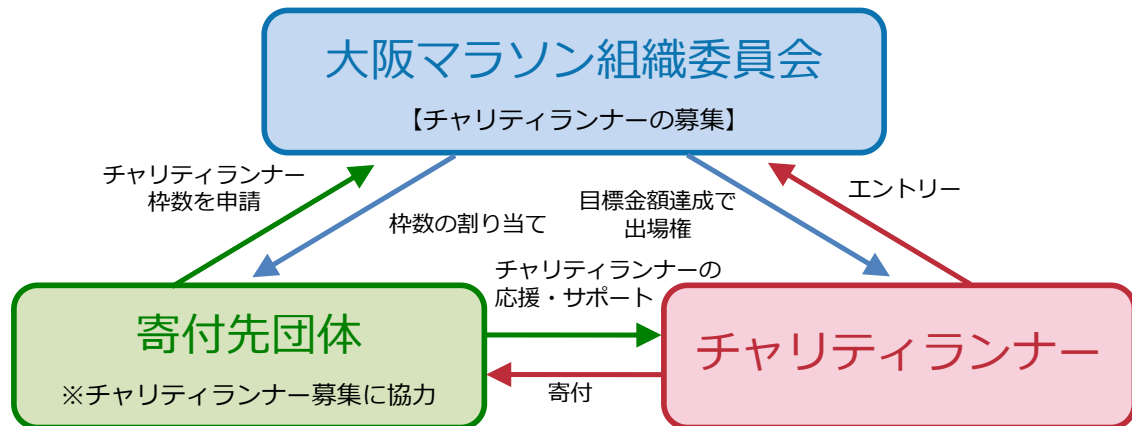 大阪マラソン組織委員会
【チャリティランナーの募集】
チャリティランナー
枠数を申請
枠数の割り当て
目標金額達成で
出場権
エントリー
チャリティランナーの
応援・サポート
寄付先団体
※チャリティランナー募集に協力
チャリティランナー
寄付